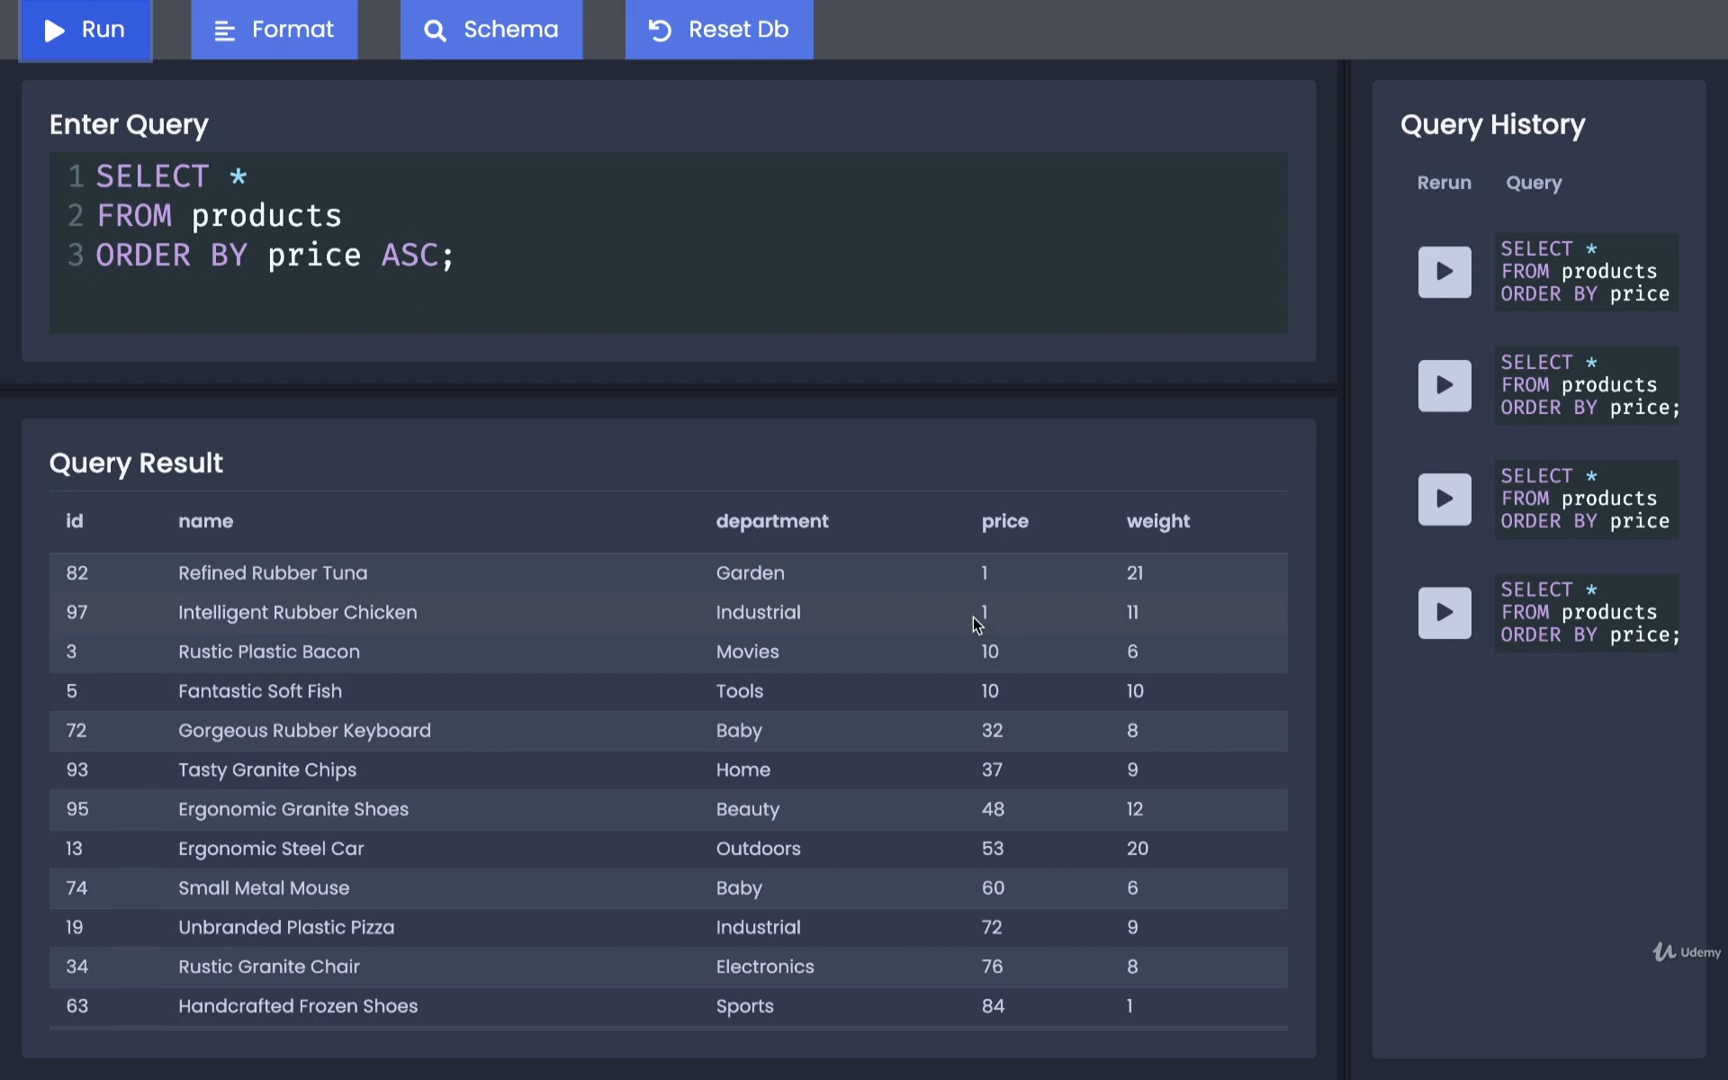 Run Format Schema Reset Db
Enter Query
1 SELECT *
2 FROM products
3 ORDER BY price ASC;
Query Result
id name department price weight
82 Refined Rubber Tuna Garden 1 21
97 Intelligent Rubber Chicken Industrial 1 11
3 Rustic Plastic Bacon Movies 10 6
5 Fantastic Soft Fish Tools 10 10
72 Gorgeous Rubber Keyboard Baby 32 8
93 Tasty Granite Chips Home 37 9
95 Ergonomic Granite Shoes Beauty 48 12
13 Ergonomic Steel Car Outdoors 53 20
74 Small Metal Mouse Baby 60 6
19 Unbranded Plastic Pizza Industrial 72 9
34 Rustic Granite Chair Electronics 76 8
63 Handcrafted Frozen Shoes Sports 84 1
Query History
Rerun Query
SELECT *
FROM products
ORDER BY price
SELECT *
FROM products
ORDER BY price;
SELECT *
FROM products
ORDER BY price
SELECT *
FROM products
ORDER BY price;
Udemy